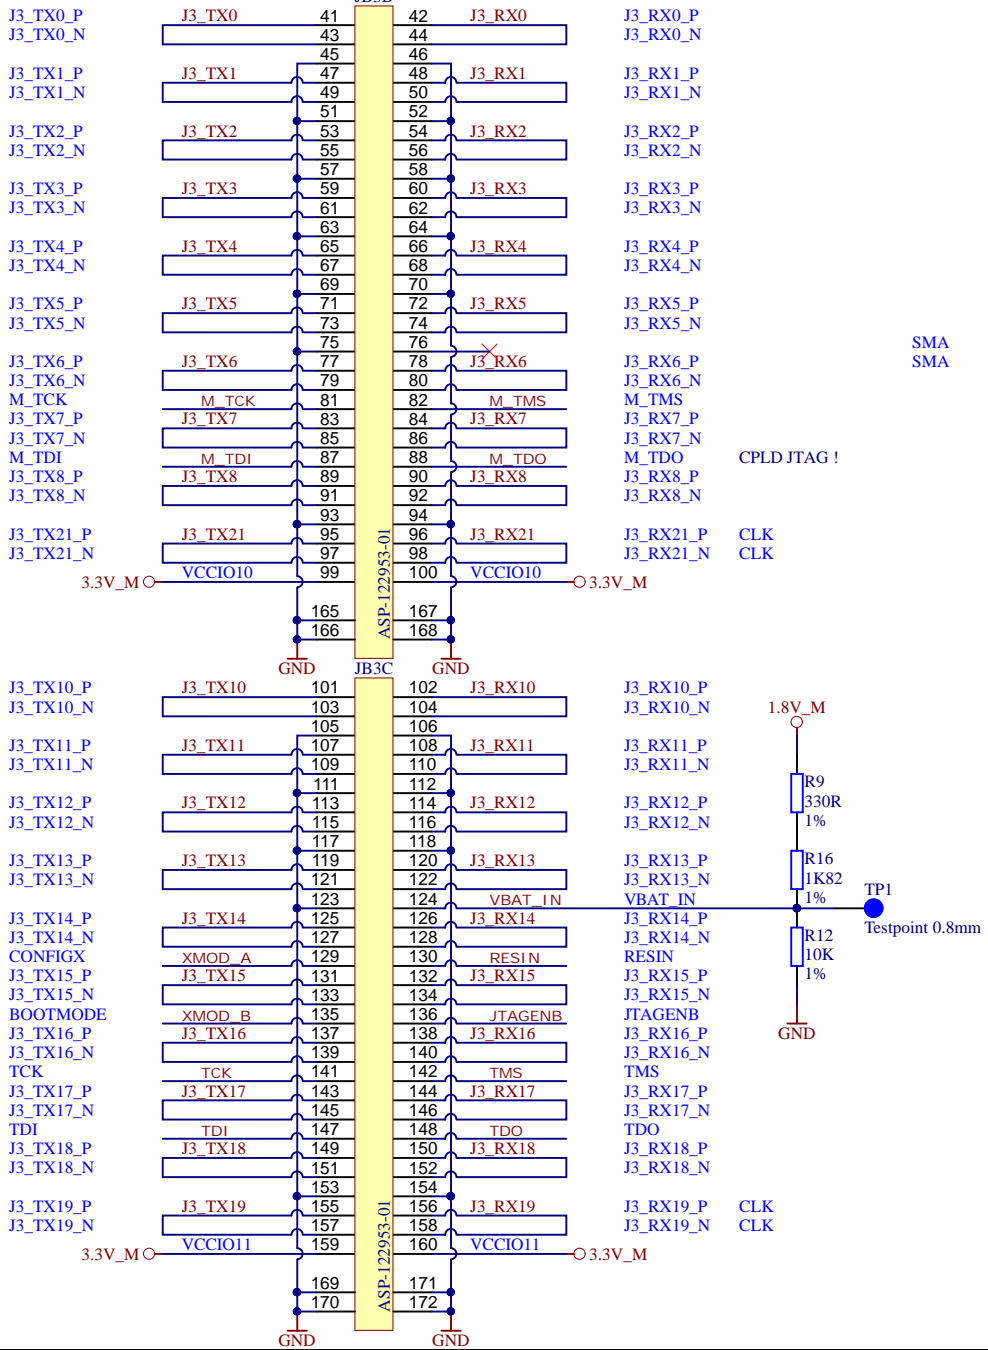 JB3B
J3_TX0_P J3_TX0 41 42 J3_RX0 J3_RX0_P
J3_TX0_N 43 44 J3_RX0_N
45 46
J3_TX1_P J3_TX1 47 48 J3_RX1 J3_RX1_P
J3_TX1_N 49 50 J3_RX1_N
51 52
J3_TX2_P J3_TX2 53 54 J3_RX2 J3_RX2_P
J3_TX2_N 55 56 J3_RX2_N
57 58
J3_TX3_P J3_TX3 59 60 J3_RX3 J3_RX3_P
J3_TX3_N 61 62 J3_RX3_N
63 64
J3_TX4_P J3_TX4 65 66 J3_RX4 J3_RX4_P
J3_TX4_N 67 68 J3_RX4_N
69 70
J3_TX5_P J3_TX5 71 72 J3_RX5 J3_RX5_P
J3_TX5_N 73 74 J3_RX5_N
75 76 SMA
J3_TX6_P J3_TX6 77 78 J3_RX6 J3_RX6_P SMA
J3_TX6_N 79 80 J3_RX6_N
M_TCK M_TCK 81 82 M_TMS M_TMS
J3_TX7_P J3_TX7 83 84 J3_RX7 J3_RX7_P
J3_TX7_N 85 86 J3_RX7_N
M_TDI M_TDI 87 88 M_TDO M_TDO CPLD JTAG !
J3_TX8_P J3_TX8 89 90 J3_RX8 J3_RX8_P
J3_TX8_N 91 92 J3_RX8_N
93 94
J3_TX21_P J3_TX21 95 96 J3_RX21 J3_RX21_P CLK
J3_TX21_N 97 98 J3_RX21_N CLK
3.3V_M VCCIO10 99 100 VCCIO10 3.3V_M
165 167
166 168
ASP-122953-01
GND GND
JB3C
J3_TX10_P J3_TX10 101 102 J3_RX10 J3_RX10_P
J3_TX10_N 103 104 J3_RX10_N 1.8V_M
105 106
J3_TX11_P J3_TX11 107 108 J3_RX11 J3_RX11_P
J3_TX11_N 109 110 J3_RX11_N
111 112 R9
J3_TX12_P J3_TX12 113 114 J3_RX12 J3_RX12_P 330R
J3_TX12_N 115 116 J3_RX12_N 1%
117 118
J3_TX13_P J3_TX13 119 120 J3_RX13 J3_RX13_P R16
J3_TX13_N 121 122 J3_RX13_N 1K82
123 124 VBAT_IN VBAT_IN 1% TP1
J3_TX14_P J3_TX14 125 126 J3_RX14 J3_RX14_P Testpoint 0.8mm
J3_TX14_N 127 128 J3_RX14_N R12
CONFIGX XMOD_A 129 130 RESIN RESIN 10K
J3_TX15_P J3_TX15 131 132 J3_RX15 J3_RX15_P 1%
J3_TX15_N 133 134 J3_RX15_N
BOOTMODE XMOD_B 135 136 JTAGENB JTAGENB
J3_TX16_P J3_TX16 137 138 J3_RX16 J3_RX16_P GND
J3_TX16_N 139 140 J3_RX16_N
TCK TCK 141 142 TMS TMS
J3_TX17_P J3_TX17 143 144 J3_RX17 J3_RX17_P
J3_TX17_N 145 146 J3_RX17_N
TDI TDI 147 148 TDO TDO
J3_TX18_P J3_TX18 149 150 J3_RX18 J3_RX18_P
J3_TX18_N 151 152 J3_RX18_N
153 154
J3_TX19_P J3_TX19 155 156 J3_RX19 J3_RX19_P CLK
J3_TX19_N 157 158 J3_RX19_N CLK
3.3V_M VCCIO11 159 160 VCCIO11 3.3V_M
169 171
170 172
ASP-122953-01
GND GND